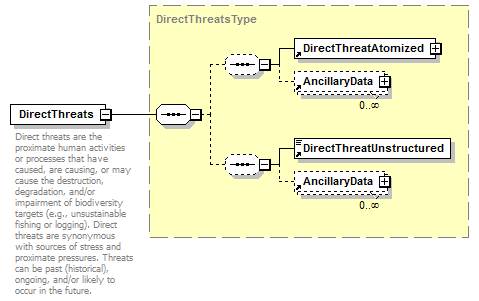 DirectThreatsType
DirectThreatAtomized
AncillaryData
0..∞
DirectThreats
Direct threats are the
proximate human activities
or processes that have
caused, are causing, or may
cause the destruction,
degradation, and/or
impairment of biodiversity
targets (e.g., unsustainable
fishing or logging). Direct
threats are synonymous
with sources of stress and
proximate pressures. Threats
can be past (historical),
ongoing, and/or likely to
occur in the future.
DirectThreatUnstructured
AncillaryData
0..∞